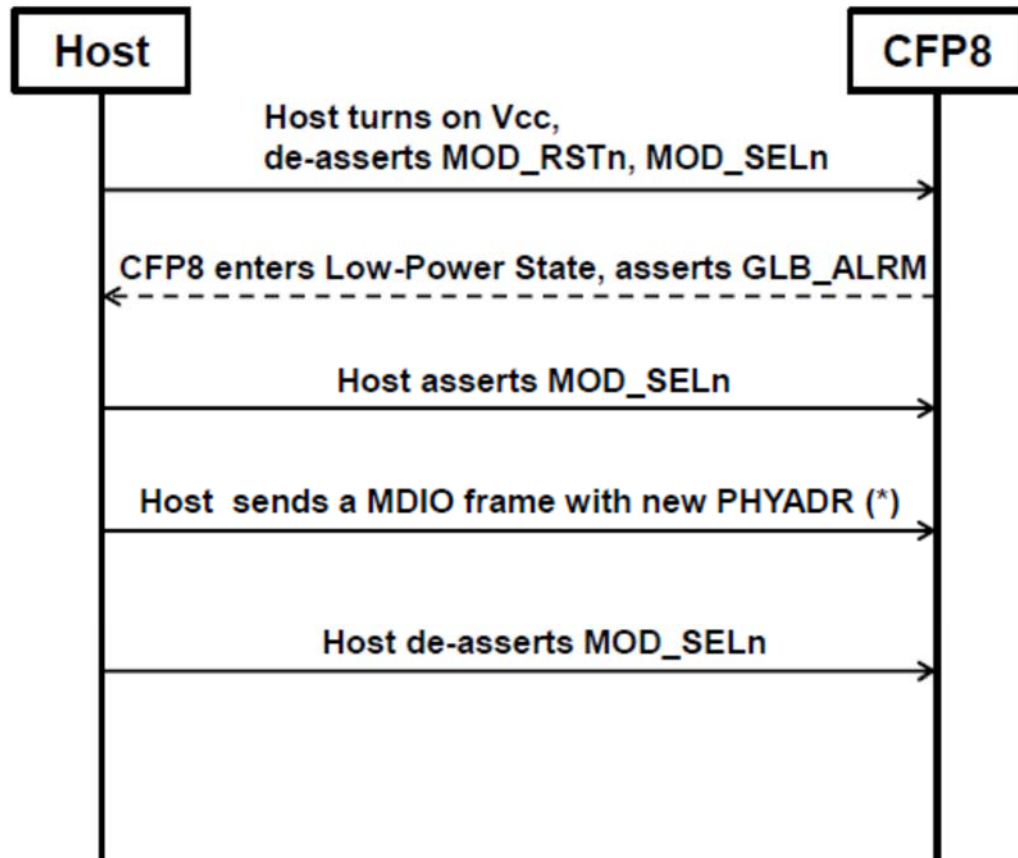 Host
CFP8
Host turns on Vcc,
de-asserts MOD_RSTn, MOD_SELn
CFP8 enters Low-Power State, asserts GLB_ALRM
Host asserts MOD_SELn
Host sends a MDIO frame with new PHYADR (*)
Host de-asserts MOD_SELn